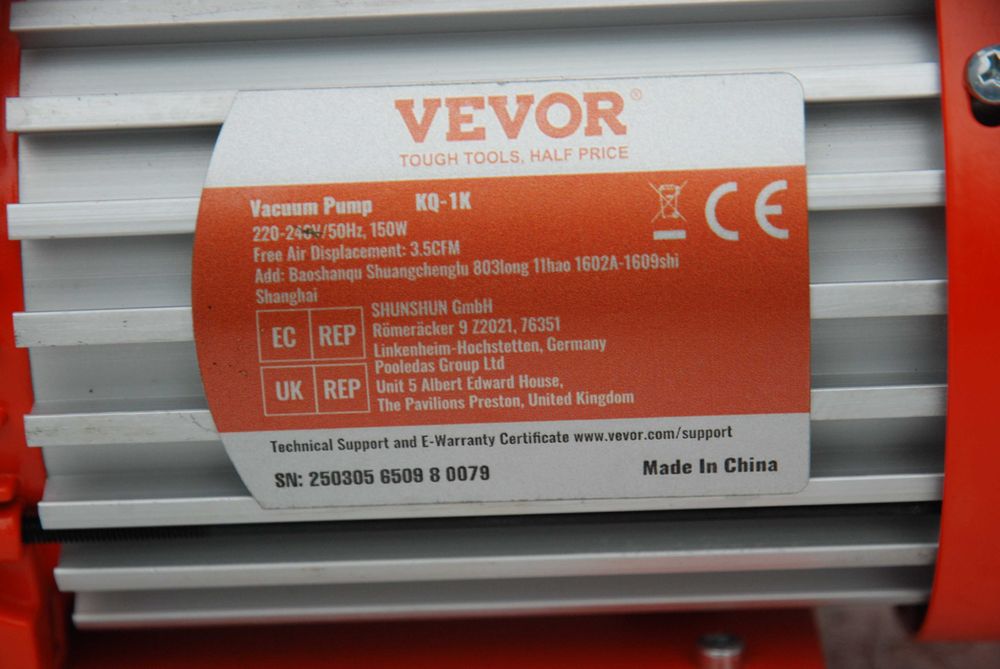 VEVOR®
TOUGH TOOLS, HALF PRICE
Vacuum Pump KQ-1K
220-240V/50Hz, 150W
Free Air Displacement: 3.5CFM
Add: Baoshanqu Shuangchenglu 803long 11hao 1602A-1609shi
Shanghai
CE
EC REP
SHUNSHUN GmbH
Römeräcker 9 Z2021, 76351
Linkenheim-Hochstetten, Germany
UK REP
Pooledas Group Ltd
Unit 5 Albert Edward House,
The Pavilions Preston, United Kingdom
Technical Support and E-Warranty Certificate www.vevor.com/support
SN: 250305 6509 8 0079
Made In China